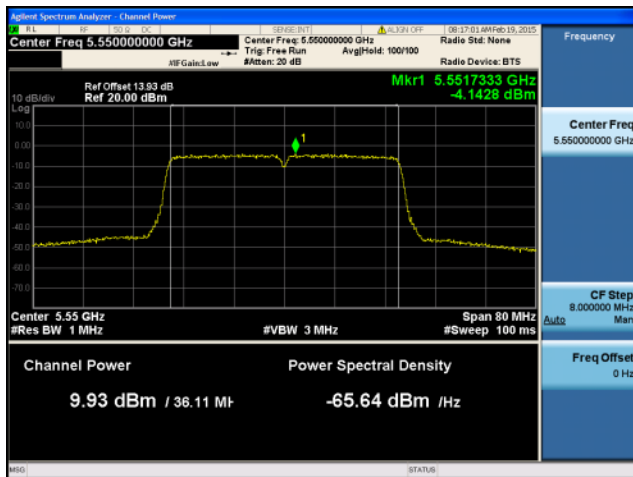 Agilent Spectrum Analyzer - Channel Power
RL RF 50 Ω DC SENSE:INT ALIGN OFF 08:17:01 AM Feb 19, 2015
Center Freq 5.550000000 GHz Center Freq: 5.550000000 GHz Radio Std: None Frequency
Trig: Free Run Avg|Hold: 100/100
#IFGain:Low #Atten: 20 dB Radio Device: BTS
Mkr1 5.5517333 GHz
Ref Offset 13.93 dB
10 dB/div Ref 20.00 dBm -4.1428 dBm
Log
10.0
0.00
-10.0
-20.0
-30.0
-40.0
-50.0
-60.0
-70.0
1
Center Freq
5.550000000 GHz
Center 5.55 GHz Span 80 MHz
#Res BW 1 MHz #VBW 3 MHz #Sweep 100 ms
CF Step
8.000000 MHz
Auto Man
Channel Power Power Spectral Density
9.93 dBm / 36.11 MH -65.64 dBm /Hz
Freq Offset
0 Hz
MSG STATUS